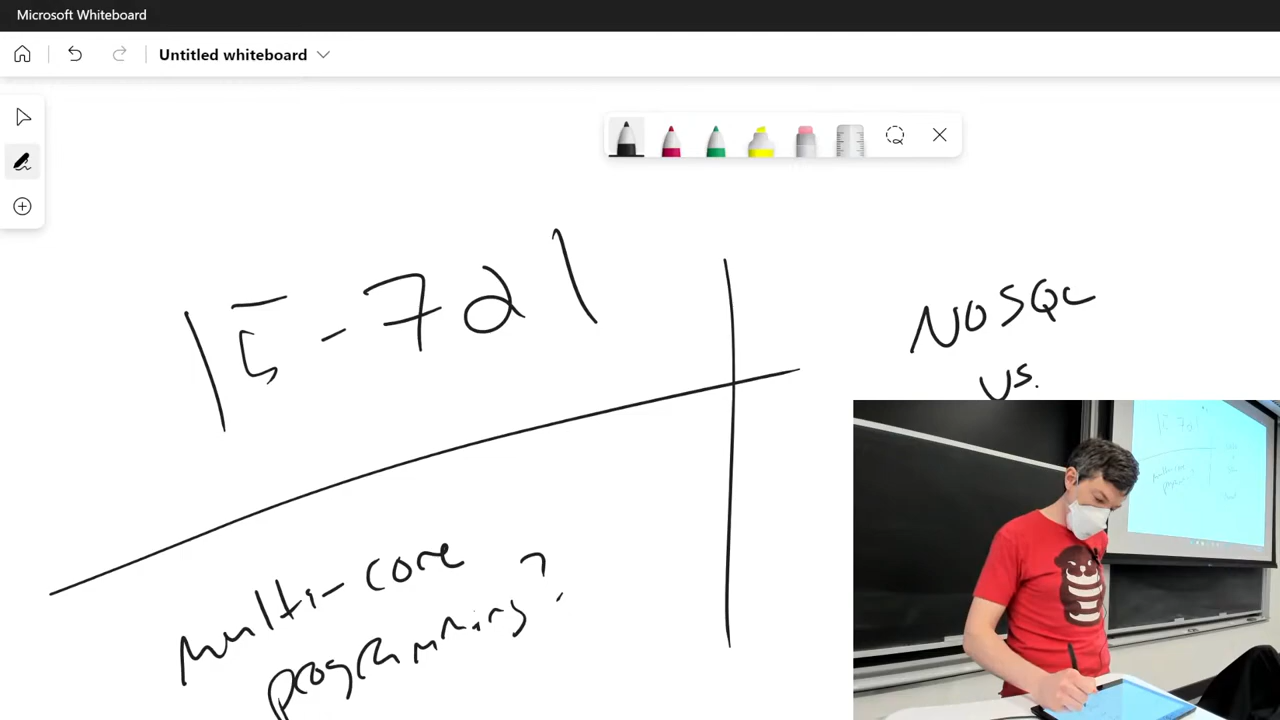 Microsoft Whiteboard
Untitled whiteboard
15-721
NOSQL
vs.
multi-core
programming?